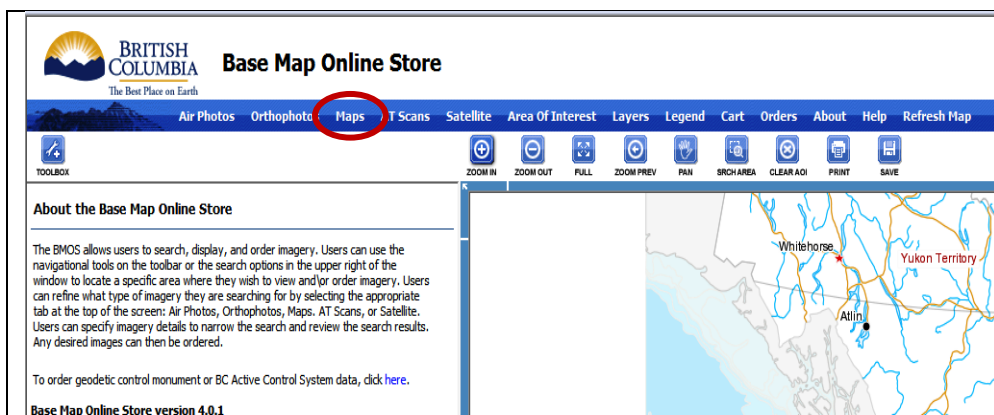 BRITISH
COLUMBIA
The Best Place on Earth
Base Map Online Store
Air Photos Orthophotos Maps AT Scans Satellite Area Of Interest Layers Legend Cart Orders About Help Refresh Map
TOOLBOX
ZOOM IN ZOOM OUT FULL ZOOM PREV PAN SRCH AREA CLEAR AOI PRINT SAVE
About the Base Map Online Store
The BMOS allows users to search, display, and order imagery. Users can use the
navigational tools on the toolbar or the search options in the upper right of the
window to locate a specific area where they wish to view and\or order imagery. Users
can refine what type of imagery they are searching for by selecting the appropriate
tab at the top of the screen: Air Photos, Orthophotos, Maps. AT Scans, or Satellite.
Users can specify imagery details to narrow the search and review the search results.
Any desired images can then be ordered.
To order geodetic control monument or BC Active Control System data, click here.
Base Map Online Store version 4.0.1
Whitehorse
Yukon Territory
Atlin